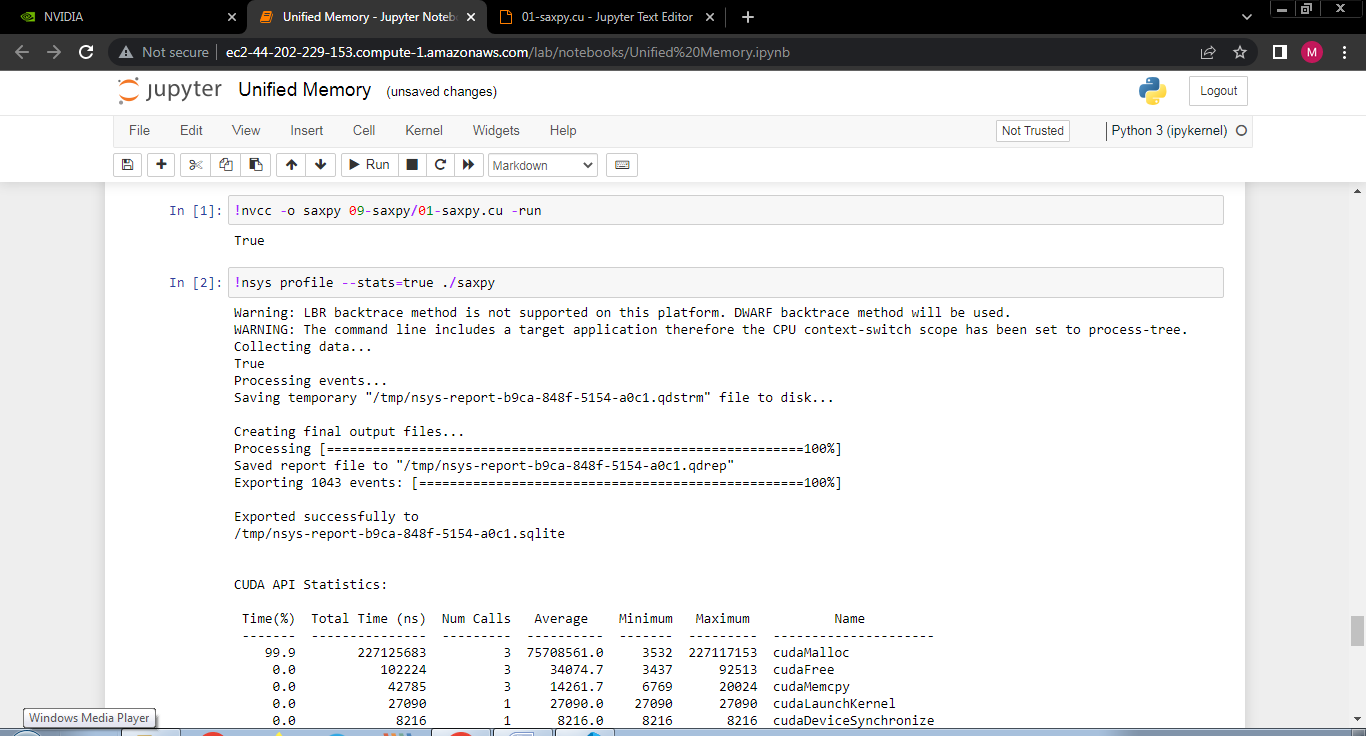 NVIDIA
Unified Memory - Jupyter Noteb
01-saxpy.cu - Jupyter Text Editor
Not secure
ec2-44-202-229-153.compute-1.amazonaws.com/lab/notebooks/Unified%20Memory.ipynb
M
jupyter Unified Memory (unsaved changes)
Logout
File Edit View Insert Cell Kernel Widgets Help
Not Trusted
Python 3 (ipykernel)
Run
Markdown
In [1]: !nvcc -o saxpy 09-saxpy/01-saxpy.cu -run
True
In [2]: !nsys profile --stats=true ./saxpy
Warning: LBR backtrace method is not supported on this platform. DWARF backtrace method will be used.
WARNING: The command line includes a target application therefore the CPU context-switch scope has been set to process-tree.
Collecting data...
True
Processing events...
Saving temporary "/tmp/nsys-report-b9ca-848f-5154-a0c1.qdstrm" file to disk...
Creating final output files...
Processing [==============================================================100%]
Saved report file to "/tmp/nsys-report-b9ca-848f-5154-a0c1.qdrep"
Exporting 1043 events: [==================================================100%]
Exported successfully to
/tmp/nsys-report-b9ca-848f-5154-a0c1.sqlite
CUDA API Statistics:
Time(%) Total Time (ns) Num Calls Average Minimum Maximum Name
------- --------------- --------- ---------- ------- --------- ---------------------
99.9 227125683 3 75708561.0 3532 227117153 cudaMalloc
0.0 102224 3 34074.7 3437 92513 cudaFree
0.0 42785 3 14261.7 6769 20024 cudaMemcpy
0.0 27090 1 27090.0 27090 27090 cudaLaunchKernel
0.0 8216 1 8216.0 8216 8216 cudaDeviceSynchronize
Windows Media Player